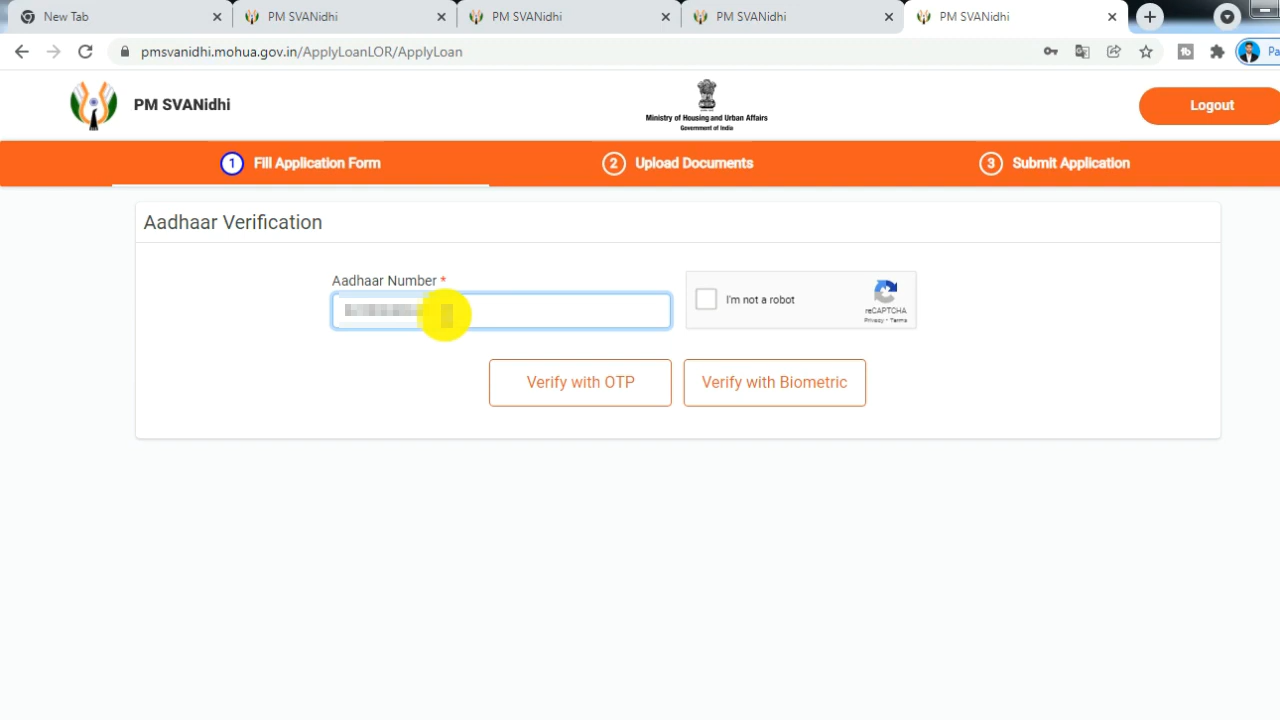 New Tab
PM SVANidhi
PM SVANidhi
PM SVANidhi
PM SVANidhi
pmsvanidhi.mohua.gov.in/ApplyLoanLOR/ApplyLoan
Pa
PM SVANidhi
Ministry of Housing and Urban Affairs
Government of India
Logout
1 Fill Application Form
2 Upload Documents
3 Submit Application
Aadhaar Verification
Aadhaar Number *
I'm not a robot
reCAPTCHA
Privacy - Terms
Verify with OTP
Verify with Biometric